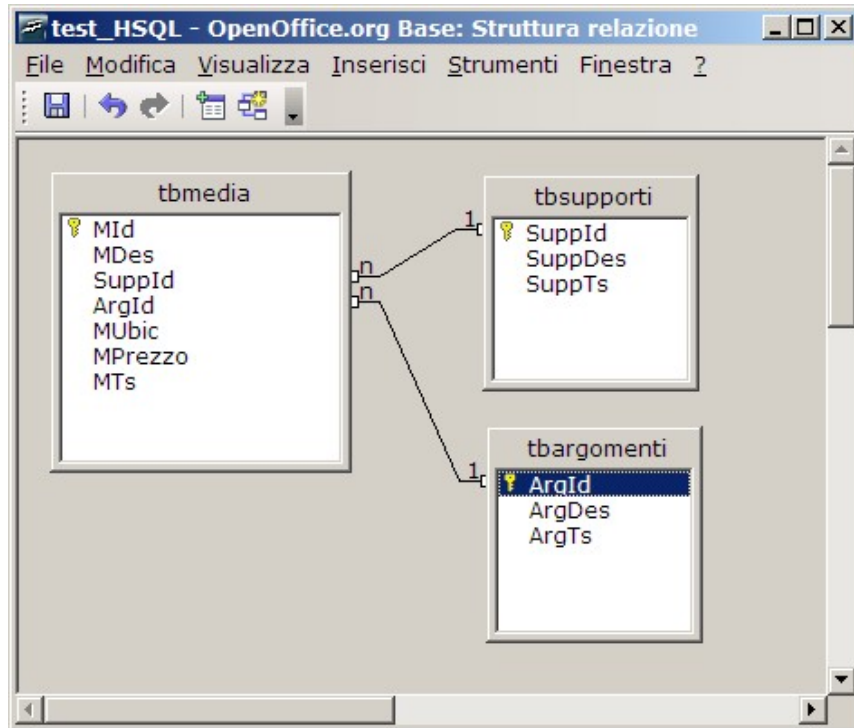 test_HSQL - OpenOffice.org Base: Struttura relazione
File Modifica Visualizza Inserisci Strumenti Finestra ?
tbmedia
MId
MDes
SuppId
ArgId
MUbic
MPrezzo
MTs
n
n
1
tbsupporti
SuppId
SuppDes
SuppTs
1
tbargomenti
ArgId
ArgDes
ArgTs